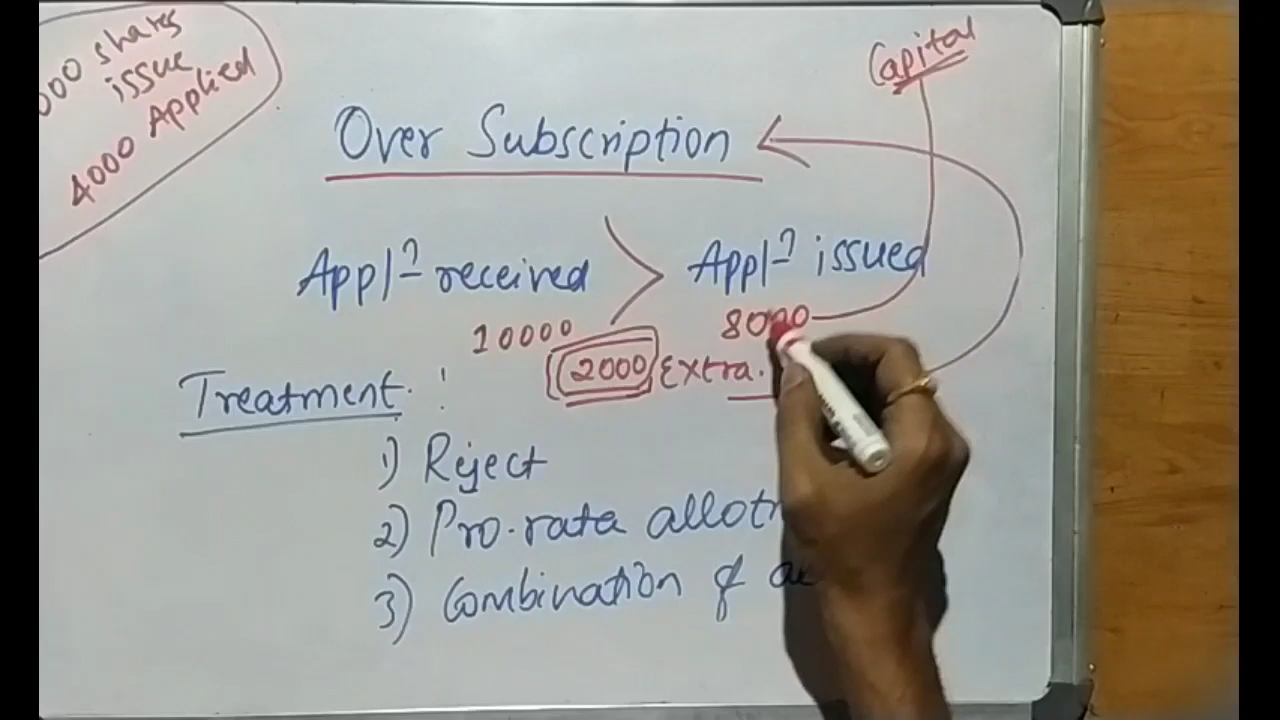 000 shares
issue
4000 Applied
Capital
Over Subscription
Appl? received > Appl? issued
10000 8000
2000 Extra.
Treatment :
1) Reject
2) Pro.rata allot
3) Combination of